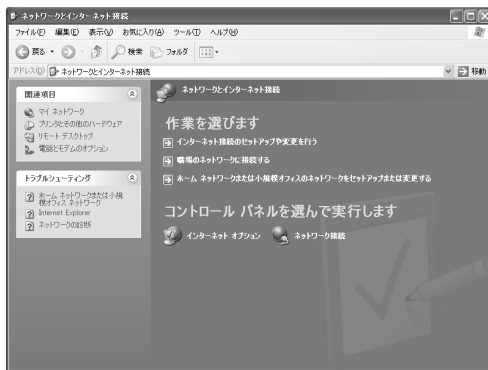 ネットワークとインターネット接続
ファイル(F) 編集(E) 表示(V) お気に入り(A) ツール(T) ヘルプ(H)
戻る 検索 フォルダ
アドレス(D) ネットワークとインターネット接続 移動
関連項目
マイ ネットワーク
プリンタとその他のハードウェア
リモート デスクトップ
電話とモデムのオプション
トラブルシューティング
ホーム ネットワークまたは小規
模オフィス ネットワーク
Internet Explorer
ネットワークの診断
ネットワークとインターネット接続
作業を選びます
インターネット接続のセットアップや変更を行う
職場のネットワークに接続する
ホーム ネットワークまたは小規模オフィスのネットワークをセットアップまたは変更する
コントロール パネルを選んで実行します
インターネット オプション ネットワーク接続